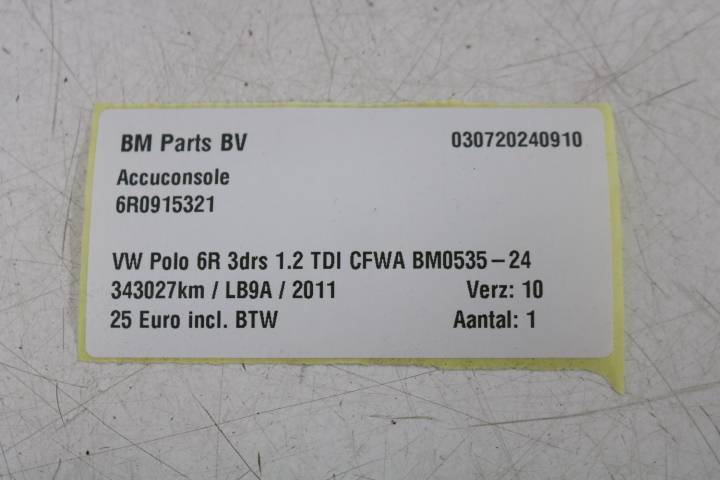 BM Parts BV 030720240910
Accuconsole
6R0915321
VW Polo 6R 3drs 1.2 TDI CFWA BM0535-24
343027km / LB9A / 2011 Verz: 10
25 Euro incl. BTW Aantal: 1